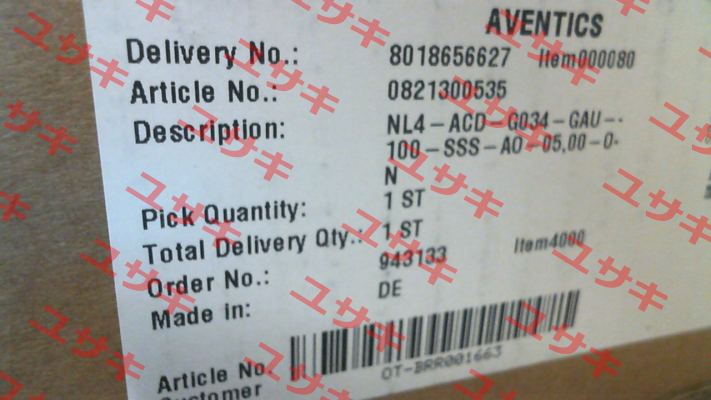 AVENTICS
Delivery No.: 8018656627 Item000080
Article No.: 0821300535
Description: NL4-ACD-G034-GAU-
100-SSS-AO-05,00-0-
N
Pick Quantity: 1 ST
Total Delivery Qty.: 1 ST
Order No.: 943133 Item4000
Made in: DE
Article No.
OT-BRR001663
Customer
ユサキ